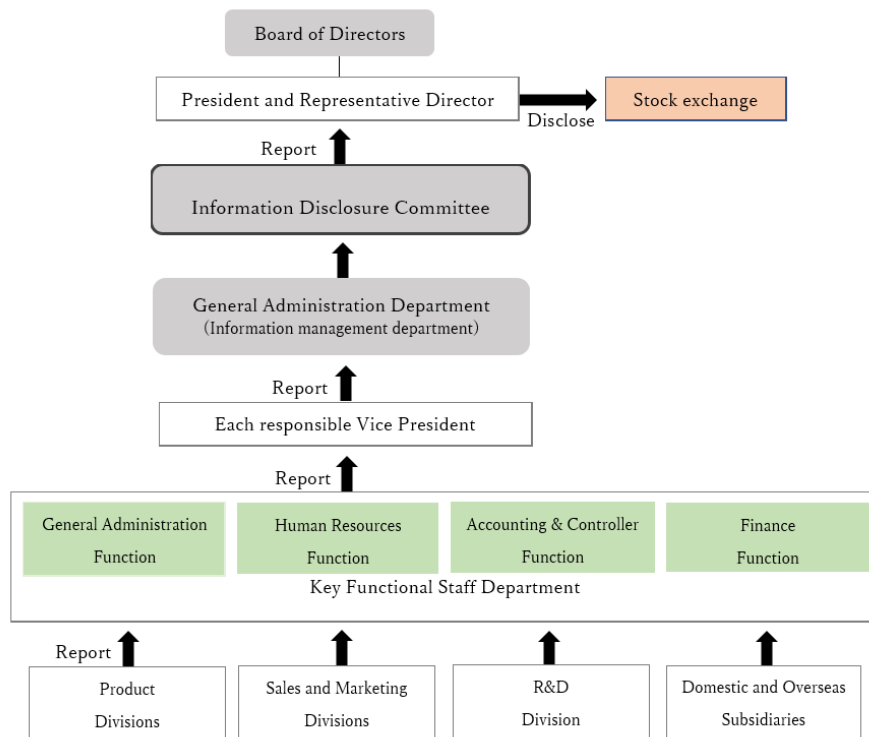 Board of Directors
President and Representative Director
Stock exchange
Disclose
Report
Information Disclosure Committee
General Administration Department
(Information management department)
Report
Each responsible Vice President
Report
General Administration
Function
Human Resources
Function
Accounting & Controller
Function
Finance
Function
Key Functional Staff Department
Report
Product
Divisions
Sales and Marketing
Divisions
R&D
Division
Domestic and Overseas
Subsidiaries